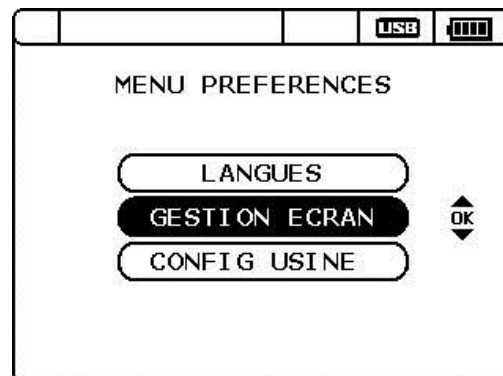 USB
MENU PREFERENCES
LANGUES
GESTION ECRAN
OK
CONFIG USINE